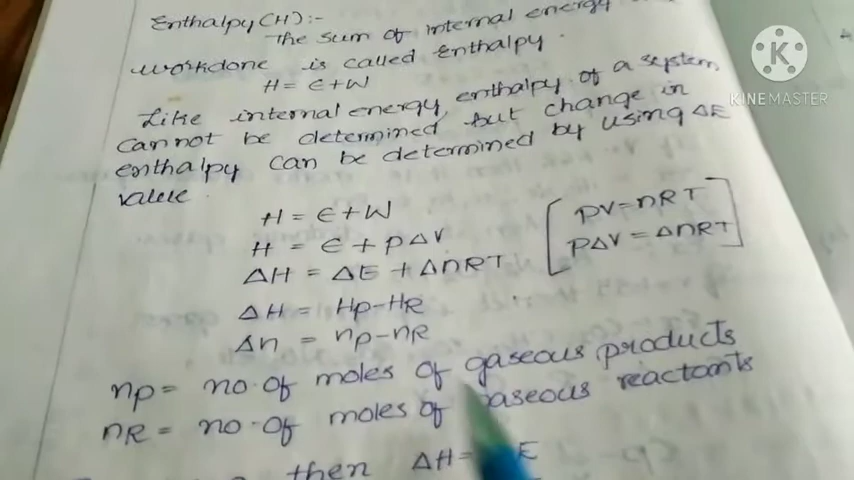 Enthalpy(H):-
The sum of internal energy
workdone is called Enthalpy.
H = E+W
Like internal energy, enthalpy of a system
cannot be determined, but change in
enthalpy can be determined by using ΔE
value.
H = E+W
H = E + PΔV
ΔH = ΔE + ΔnRT
[PV=nRT
PΔV = ΔnRT]
ΔH = HP-HR
Δn = nP-nR
nP= no.of moles of gaseous products
nR= no.of moles of gaseous reactants
then ΔH= E
K
KINEMASTER